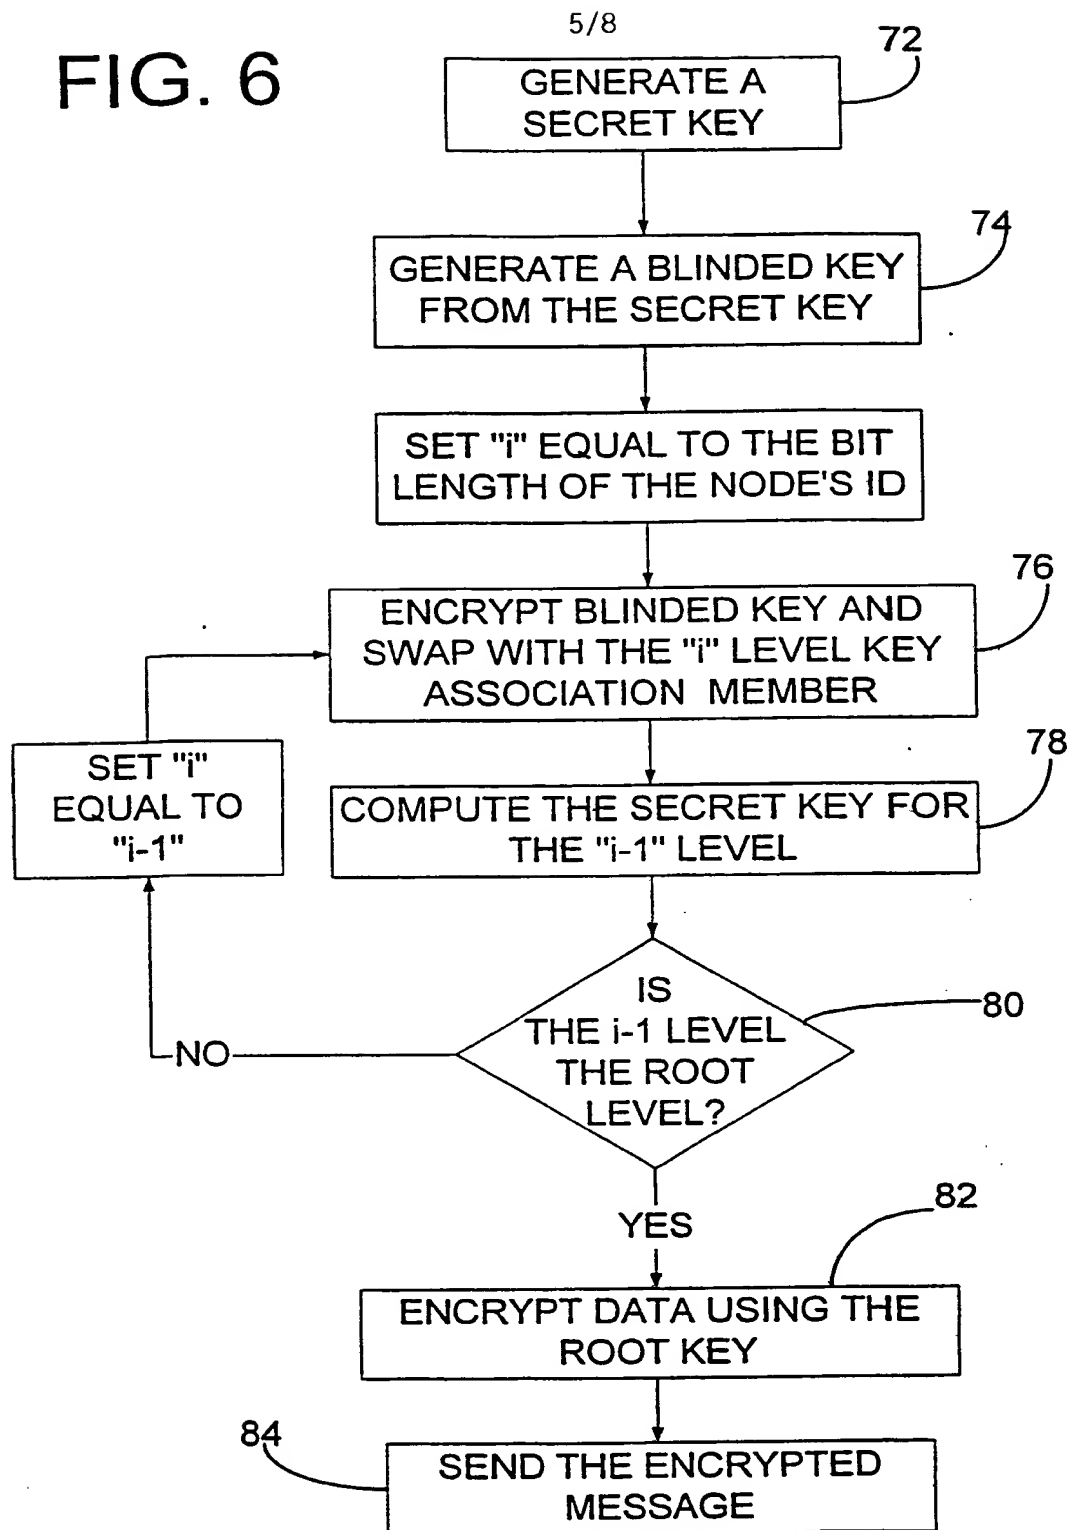 5/8
FIG. 6
72
GENERATE A
SECRET KEY
74
GENERATE A BLINDED KEY
FROM THE SECRET KEY
SET "i" EQUAL TO THE BIT
LENGTH OF THE NODE'S ID
76
ENCRYPT BLINDED KEY AND
SWAP WITH THE "i" LEVEL KEY
ASSOCIATION MEMBER
78
SET "i"
EQUAL TO
"i-1"
COMPUTE THE SECRET KEY FOR
THE "i-1" LEVEL
80
IS
THE i-1 LEVEL
THE ROOT
LEVEL?
NO
YES
82
ENCRYPT DATA USING THE
ROOT KEY
84
SEND THE ENCRYPTED
MESSAGE